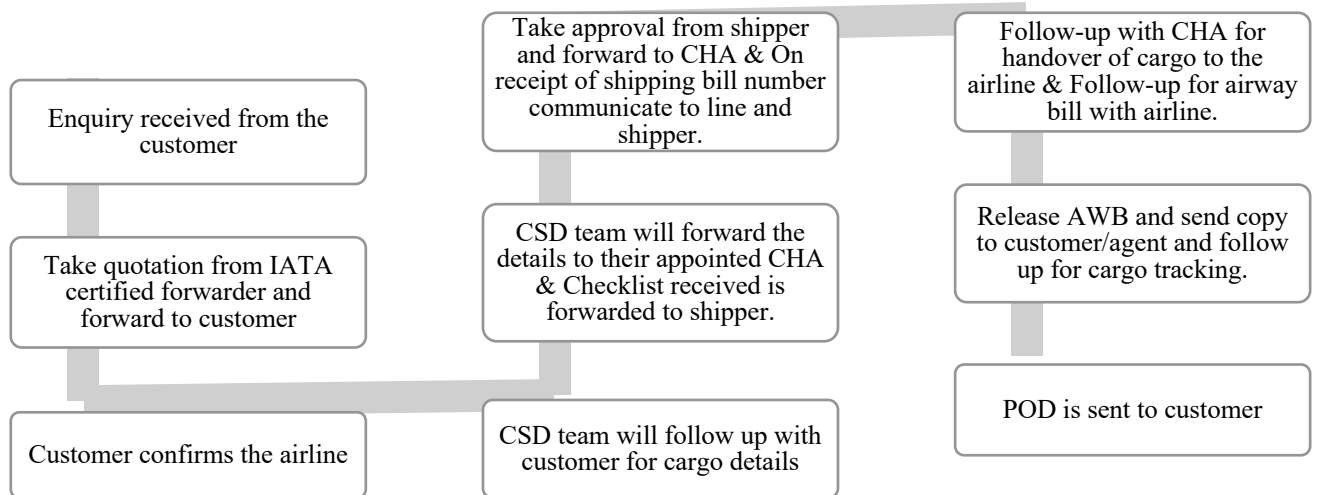 Enquiry received from the
customer
Take quotation from IATA
certified forwarder and
forward to customer
Customer confirms the airline
CSD team will follow up with
customer for cargo details
CSD team will forward the
details to their appointed CHA
& Checklist received is
forwarded to shipper.
Take approval from shipper
and forward to CHA & On
receipt of shipping bill number
communicate to line and
shipper.
Follow-up with CHA for
handover of cargo to the
airline & Follow-up for airway
bill with airline.
Release AWB and send copy
to customer/agent and follow
up for cargo tracking.
POD is sent to customer